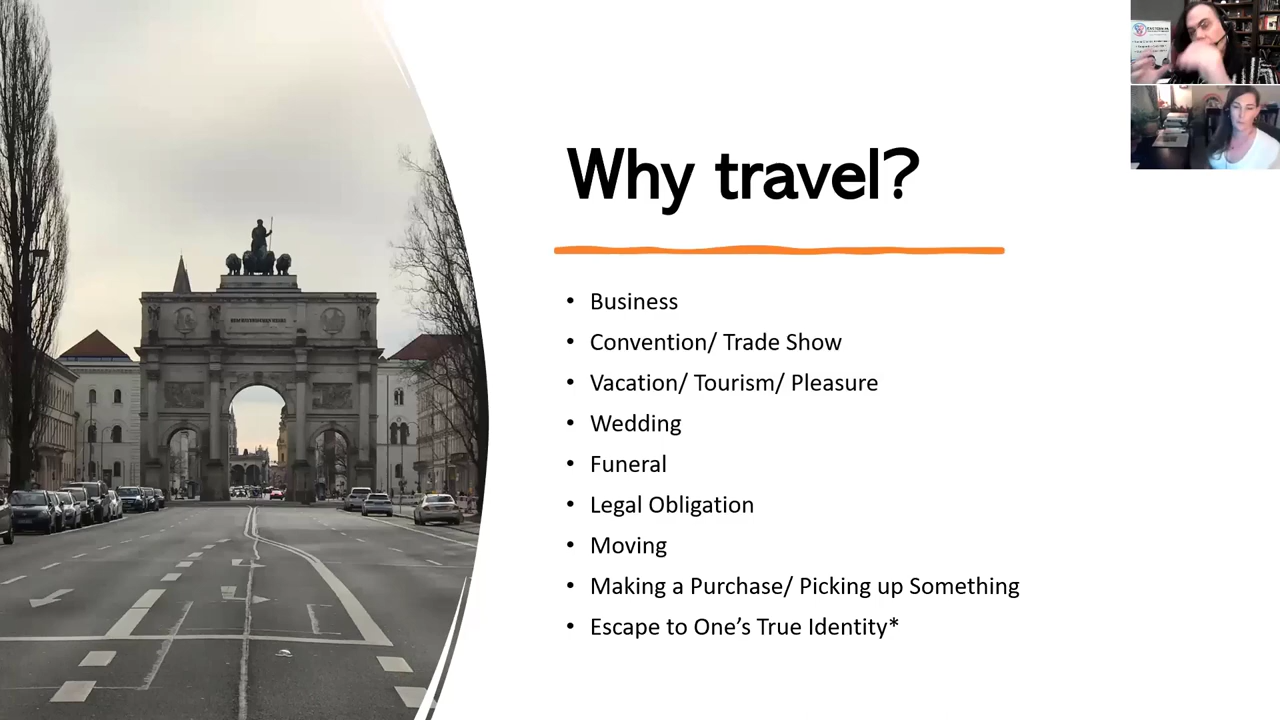 Why travel?
• Business
• Convention/ Trade Show
• Vacation/ Tourism/ Pleasure
• Wedding
• Funeral
• Legal Obligation
• Moving
• Making a Purchase/ Picking up Something
• Escape to One's True Identity*